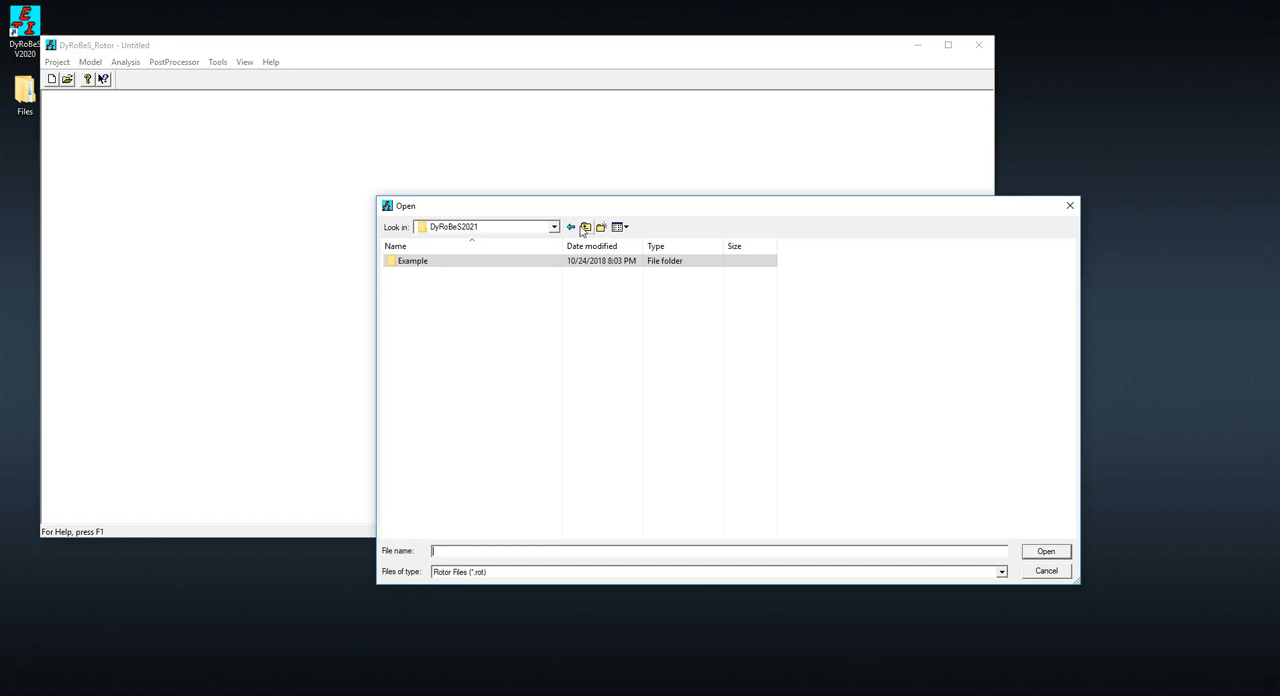 ETI
DyRoBeS
V2020
Files
DyRoBeS_Rotor - Untitled
Project Model Analysis PostProcessor Tools View Help
Open
Look in: DyRoBeS2021
Name Date modified Type Size
Example 10/24/2018 8:03 PM File folder
For Help, press F1
File name:
Open
Files of type: Rotor Files (*.rot)
Cancel